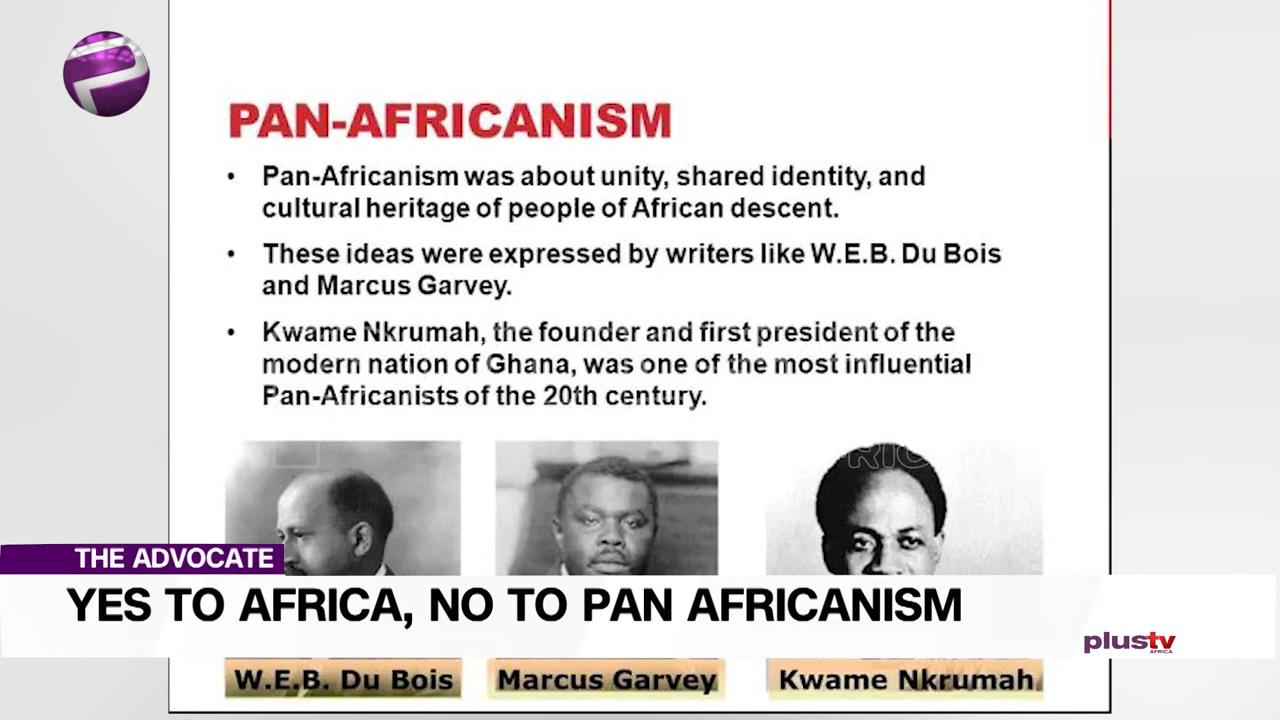 PAN-AFRICANISM
• Pan-Africanism was about unity, shared identity, and
cultural heritage of people of African descent.
• These ideas were expressed by writers like W.E.B. Du Bois
and Marcus Garvey.
• Kwame Nkrumah, the founder and first president of the
modern nation of Ghana, was one of the most influential
Pan-Africanists of the 20th century.
THE ADVOCATE
YES TO AFRICA, NO TO PAN AFRICANISM
plustv
AFRICA
W.E.B. Du Bois
Marcus Garvey
Kwame Nkrumah